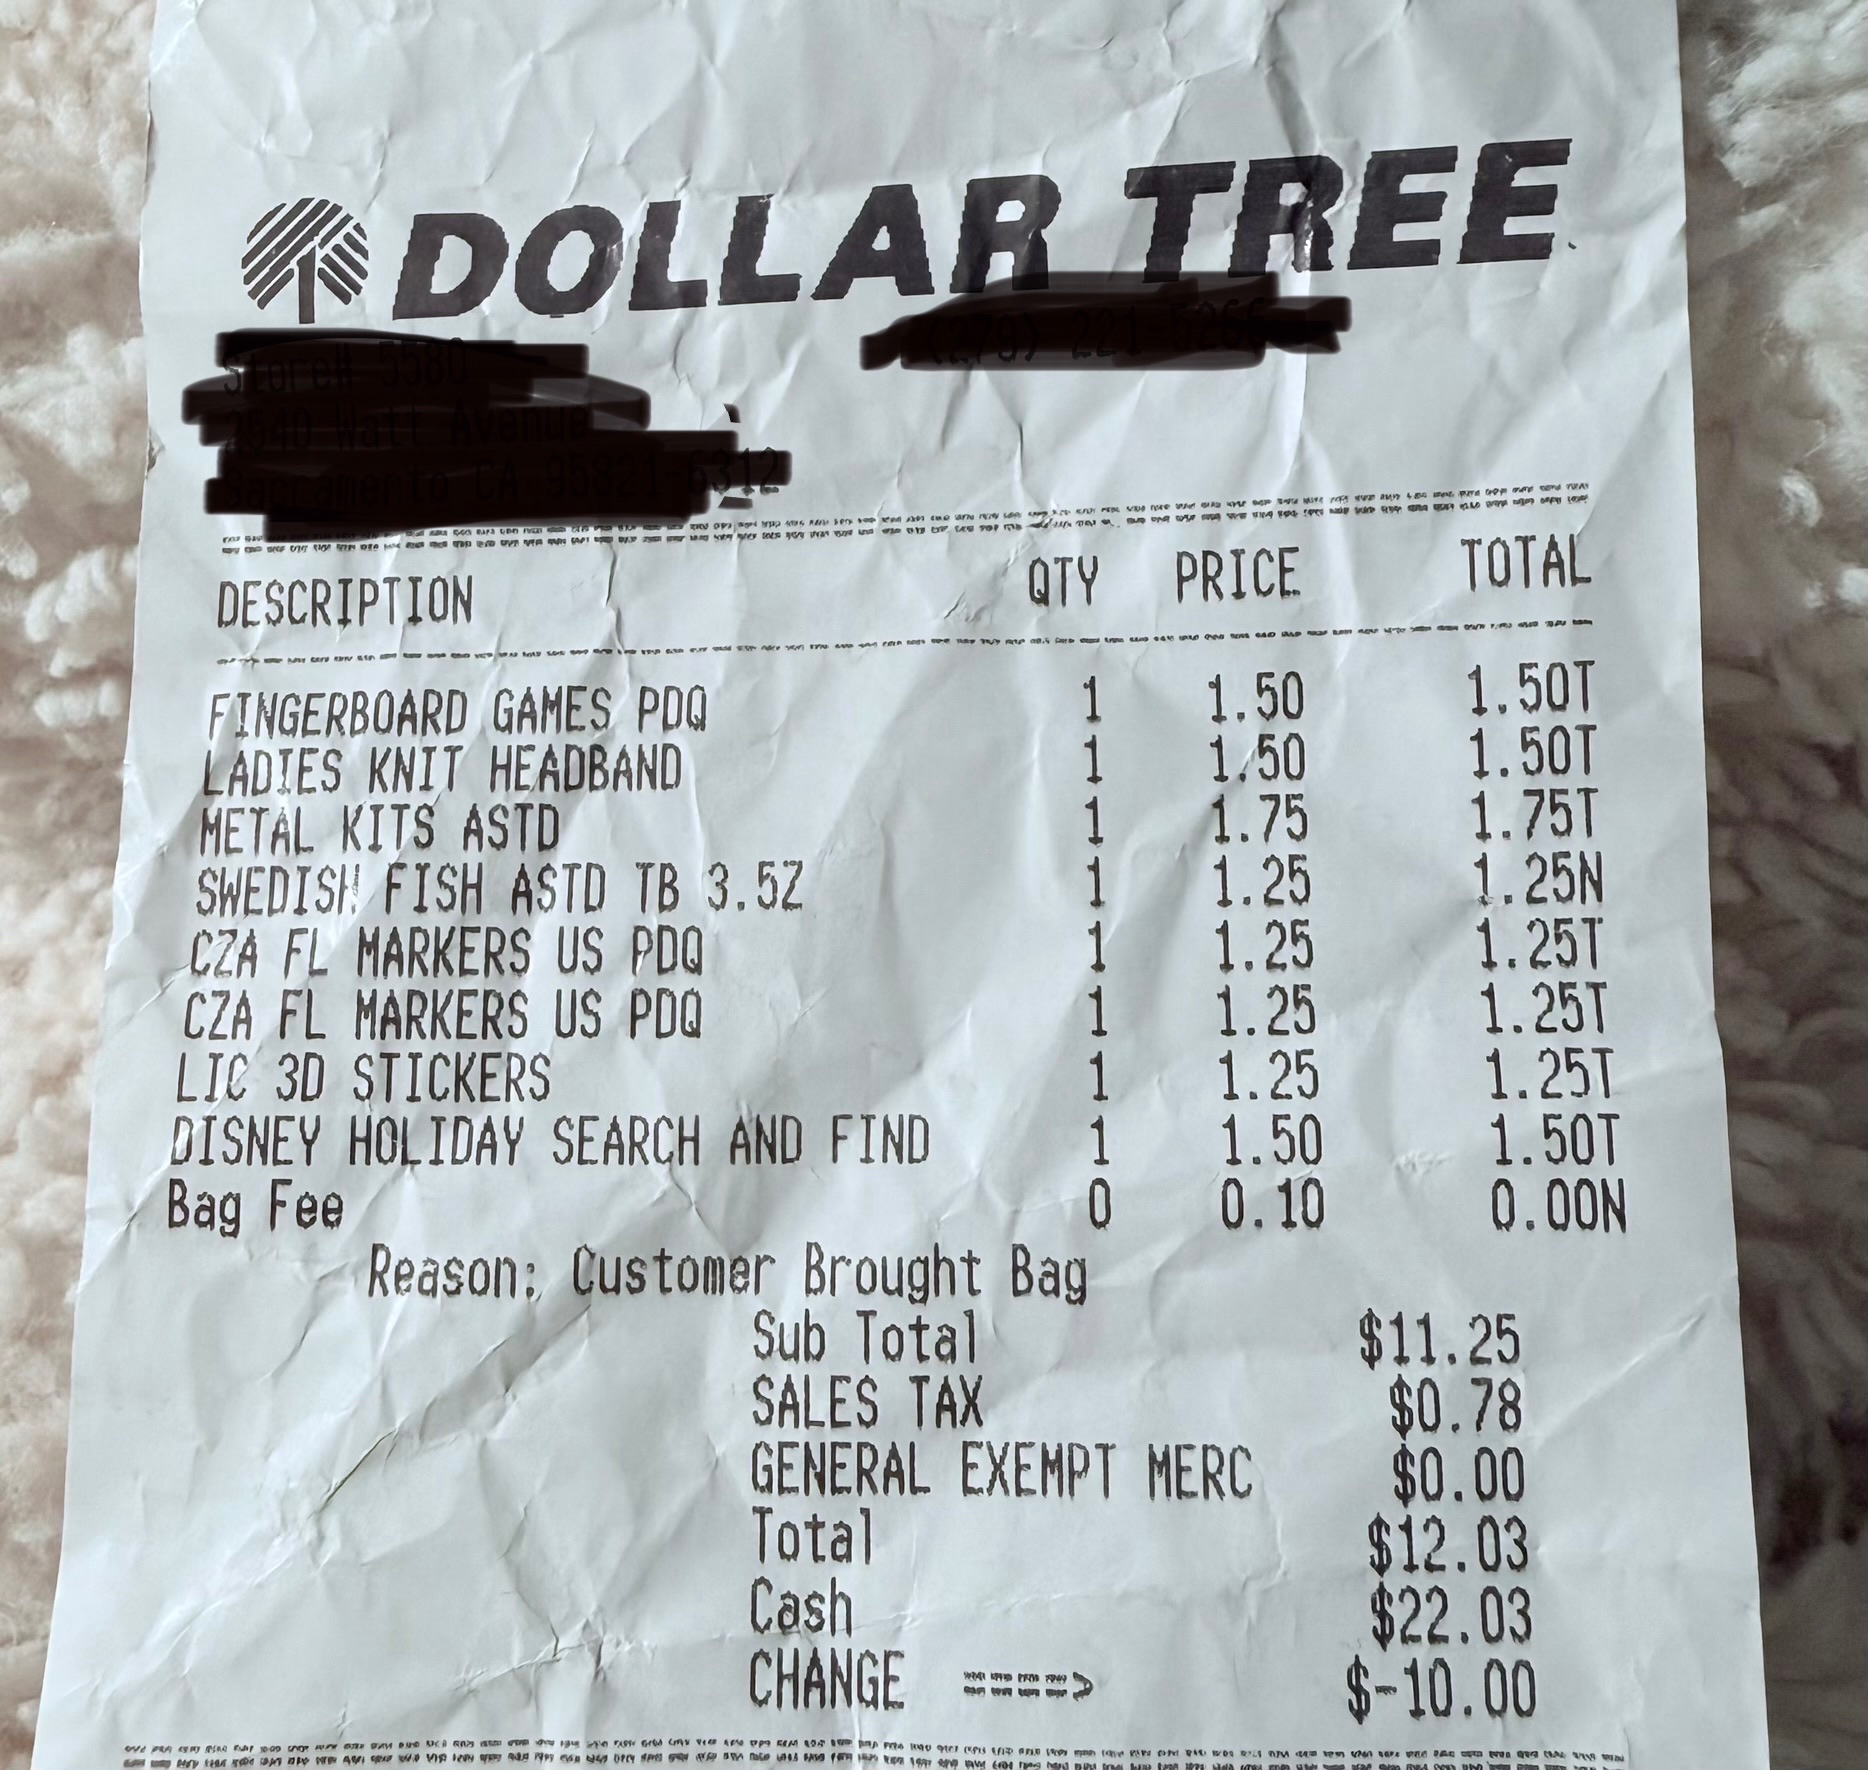 DOLLAR TREE
DESCRIPTION QTY PRICE TOTAL
FINGERBOARD GAMES PDQ 1 1.50 1.50T
LADIES KNIT HEADBAND 1 1.50 1.50T
METAL KITS ASTD 1 1.75 1.75T
SWEDISH FISH ASTD TB 3.5Z 1 1.25 1.25N
CZA FL MARKERS US PDQ 1 1.25 1.25T
CZA FL MARKERS US PDQ 1 1.25 1.25T
LIC 3D STICKERS 1 1.25 1.25T
DISNEY HOLIDAY SEARCH AND FIND 1 1.50 1.50T
Bag Fee 0 0.10 0.00N
Reason: Customer Brought Bag
Sub Total $11.25
SALES TAX $0.78
GENERAL EXEMPT MERC $0.00
Total $12.03
Cash $22.03
CHANGE ====> $-10.00